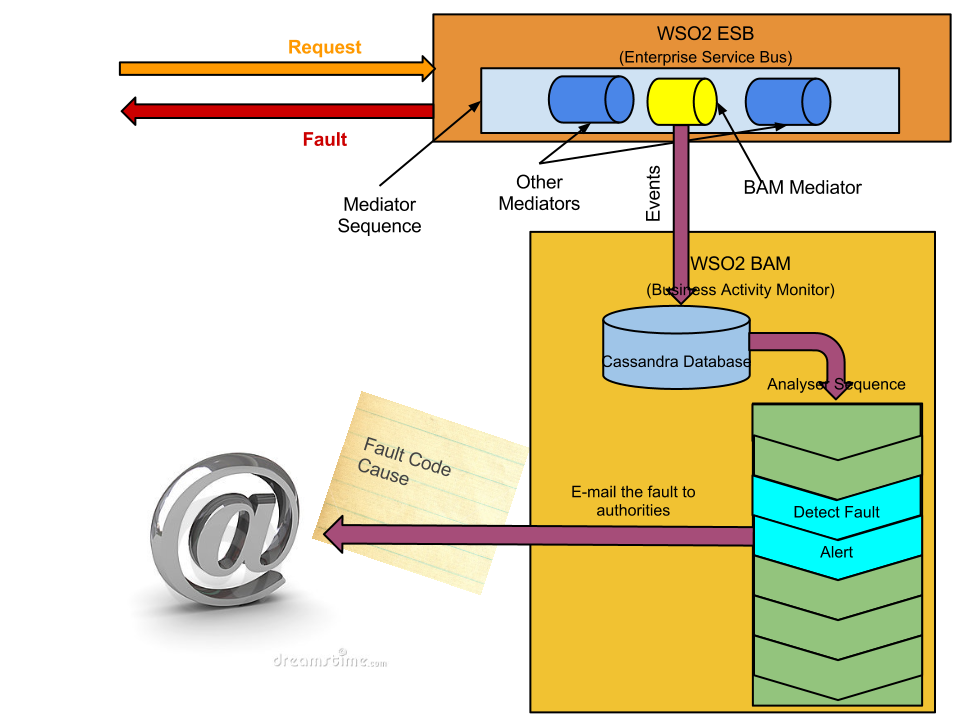 WSO2 ESB
(Enterprise Service Bus)
Request
Fault
Mediator
Sequence
Other
Mediators
BAM Mediator
Events
WSO2 BAM
(Business Activity Monitor)
Cassandra Database
Analyser Sequence
Fault Code
Cause
E-mail the fault to
authorities
Detect Fault
Alert
@
dreamstime.com